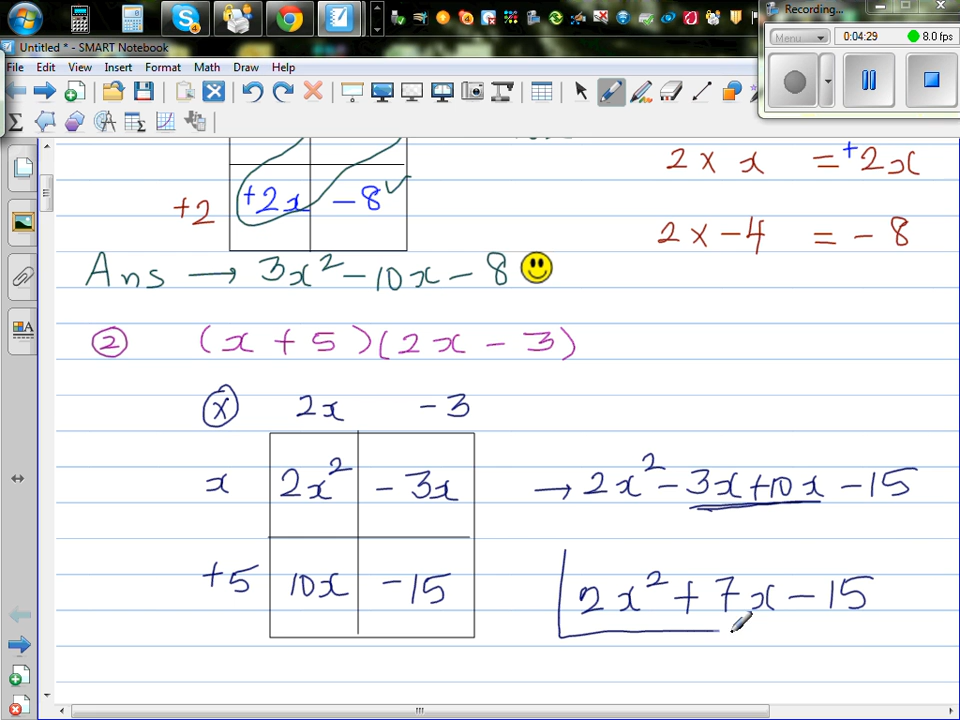 Recording...
Menu
0:04:29
8.0 fps
Untitled * - SMART Notebook
File Edit View Insert Format Math Draw Help
2 × x = +2x
+2 +2x -8
2 × -4 = -8
Ans → 3x² - 10x - 8
② (x + 5)(2x - 3)
× 2x -3
x 2x² -3x → 2x² - 3x + 10x - 15
+5 10x -15 2x² + 7x - 15